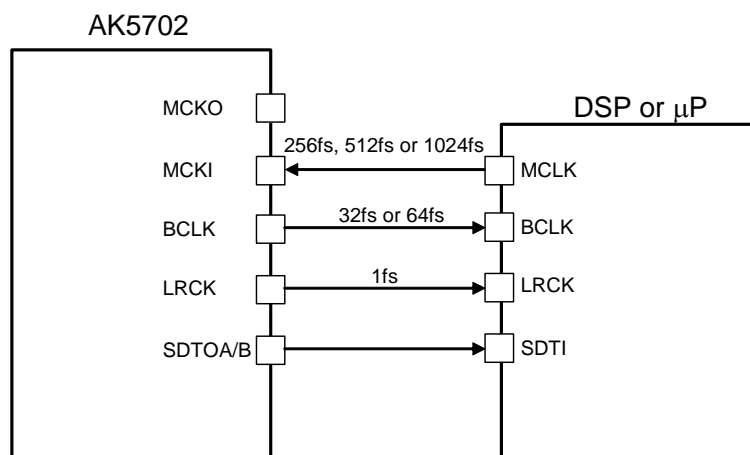 AK5702
DSP or μP
MCKO
256fs, 512fs or 1024fs
MCKI
MCLK
32fs or 64fs
BCLK
BCLK
1fs
LRCK
LRCK
SDTOA/B
SDTI